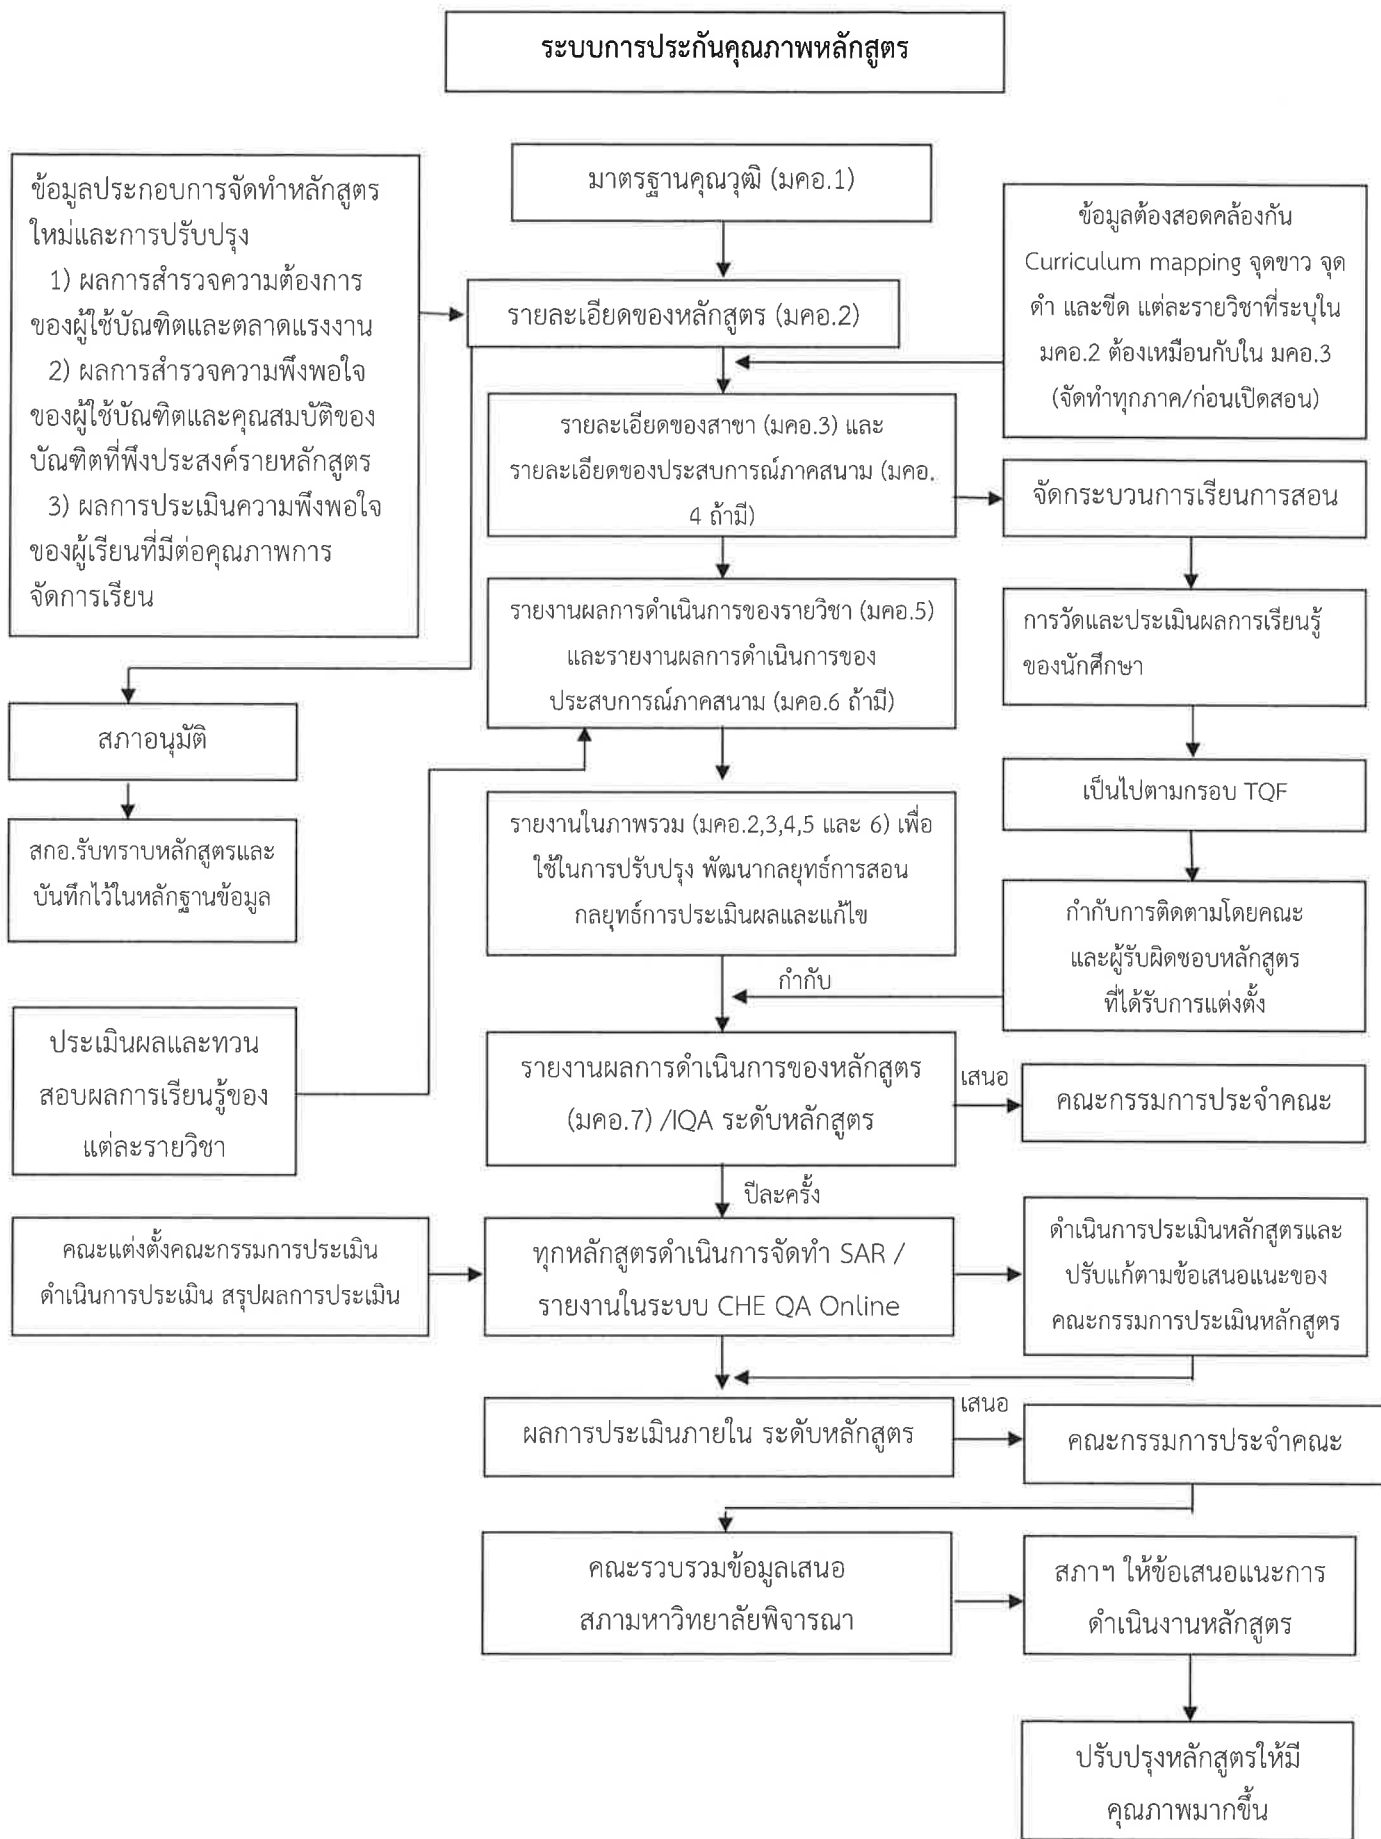 ระบบการประกันคุณภาพหลักสูตร
มาตรฐานคุณวุฒิ (มคอ.1)
ข้อมูลประกอบการจัดทำหลักสูตร
ใหม่และการปรับปรุง
1) ผลการสำรวจความต้องการ
ของผู้ใช้บัณฑิตและตลาดแรงงาน
2) ผลการสำรวจความพึงพอใจ
ของผู้ใช้บัณฑิตและคุณสมบัติของ
บัณฑิตที่พึงประสงค์รายหลักสูตร
3) ผลการประเมินความพึงพอใจ
ของผู้เรียนที่มีต่อคุณภาพการ
จัดการเรียน
รายละเอียดของหลักสูตร (มคอ.2)
ข้อมูลต้องสอดคล้องกัน
Curriculum mapping จุดขาว จุด
ดำ และขีด แต่ละรายวิชาที่ระบุใน
มคอ.2 ต้องเหมือนกับใน มคอ.3
(จัดทำทุกภาค/ก่อนเปิดสอน)
รายละเอียดของสาขา (มคอ.3) และ
รายละเอียดของประสบการณ์ภาคสนาม (มคอ.
4 ถ้ามี)
จัดกระบวนการเรียนการสอน
รายงานผลการดำเนินการของรายวิชา (มคอ.5)
และรายงานผลการดำเนินการของ
ประสบการณ์ภาคสนาม (มคอ.6 ถ้ามี)
การวัดและประเมินผลการเรียนรู้
ของนักศึกษา
สภาอนุมัติ
เป็นไปตามกรอบ TQF
สกอ.รับทราบหลักสูตรและ
บันทึกไว้ในหลักฐานข้อมูล
รายงานในภาพรวม (มคอ.2,3,4,5 และ 6) เพื่อ
ใช้ในการปรับปรุง พัฒนากลยุทธ์การสอน
กลยุทธ์การประเมินผลและแก้ไข
กำกับการติดตามโดยคณะ
และผู้รับผิดชอบหลักสูตร
ที่ได้รับการแต่งตั้ง
กำกับ
ประเมินผลและทวน
สอบผลการเรียนรู้ของ
แต่ละรายวิชา
รายงานผลการดำเนินการของหลักสูตร
(มคอ.7) /IQA ระดับหลักสูตร
เสนอ
คณะกรรมการประจำคณะ
ปีละครั้ง
คณะแต่งตั้งคณะกรรมการประเมิน
ดำเนินการประเมิน สรุปผลการประเมิน
ทุกหลักสูตรดำเนินการจัดทำ SAR /
รายงานในระบบ CHE QA Online
ดำเนินการประเมินหลักสูตรและ
ปรับแก้ตามข้อเสนอแนะของ
คณะกรรมการประเมินหลักสูตร
ผลการประเมินภายใน ระดับหลักสูตร
เสนอ
คณะกรรมการประจำคณะ
คณะรวบรวมข้อมูลเสนอ
สภามหาวิทยาลัยพิจารณา
สภาฯ ให้ข้อเสนอแนะการ
ดำเนินงานหลักสูตร
ปรับปรุงหลักสูตรให้มี
คุณภาพมากขึ้น